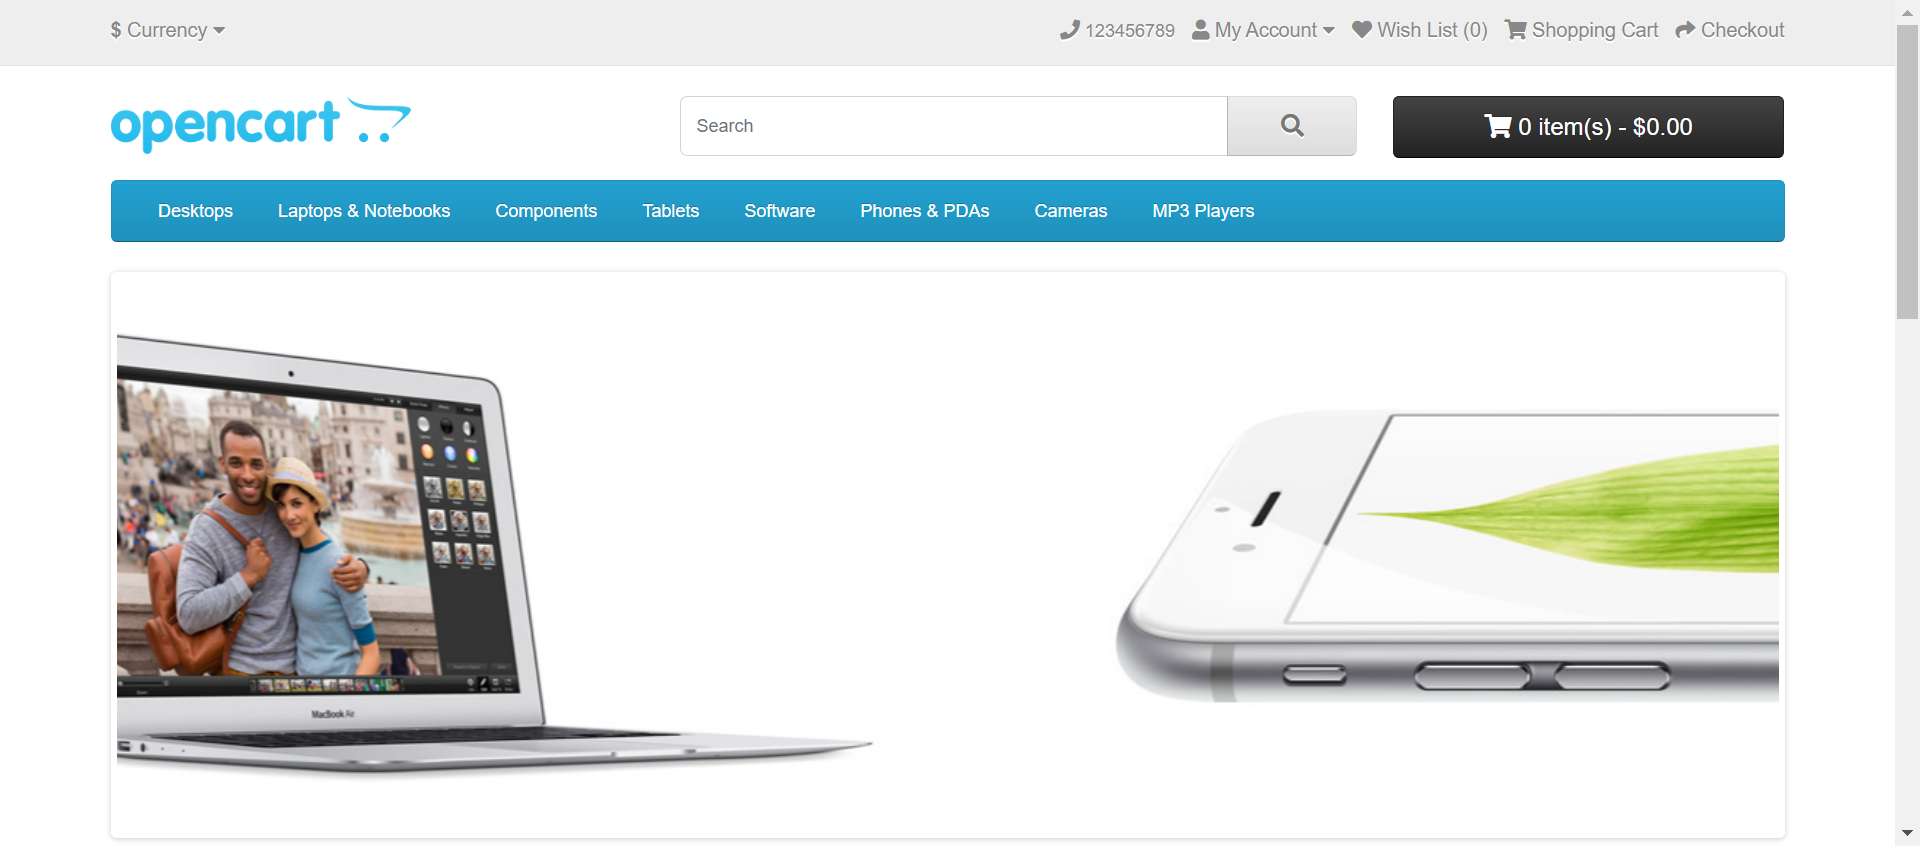 $ Currency
123456789 My Account Wish List (0) Shopping Cart Checkout
opencart
Search
0 item(s) - $0.00
Desktops Laptops & Notebooks Components Tablets Software Phones & PDAs Cameras MP3 Players
MacBook Air